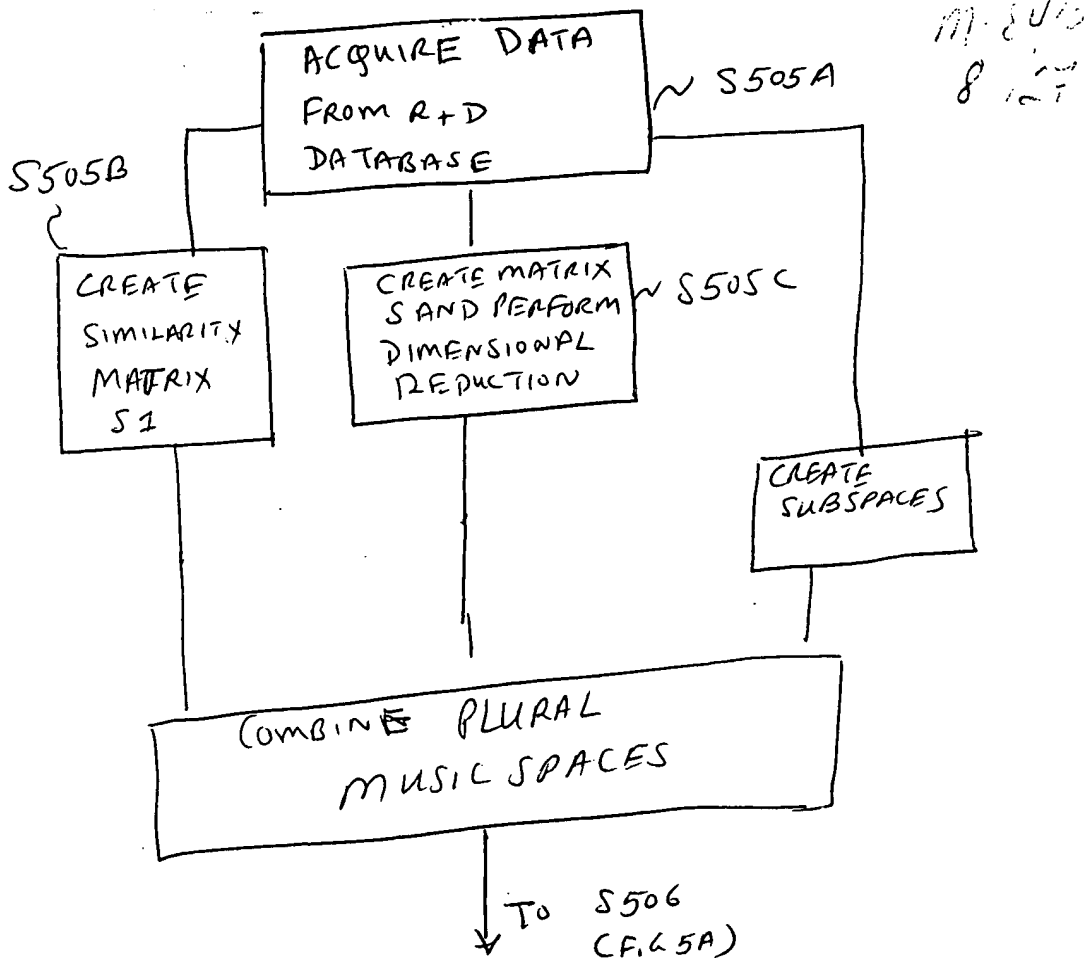 ACQUIRE DATA
FROM R+D
DATABASE
S505A
S505B
CREATE
SIMILARITY
MATRIX
S1
CREATE MATRIX
S AND PERFORM
DIMENSIONAL
REDUCTION
S505C
CREATE
SUBSPACES
COMBINE PLURAL
MUSIC SPACES
TO S506
(FIG 5A)